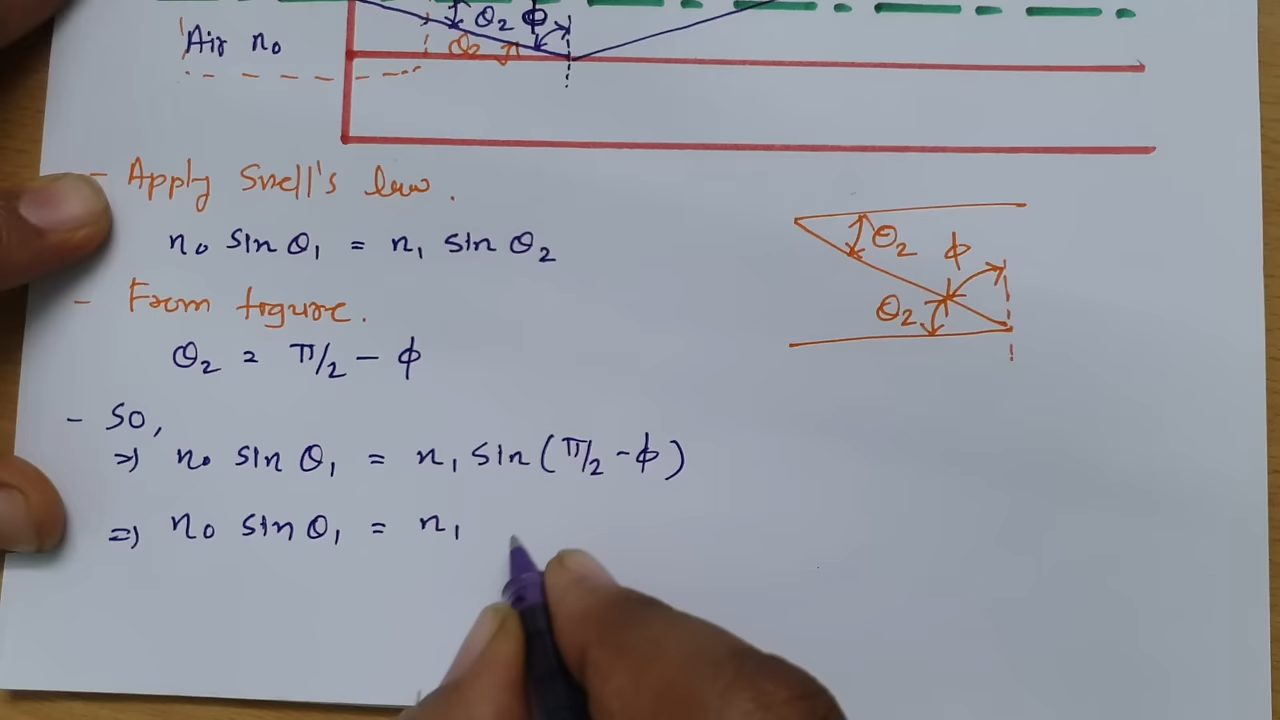 θ₂ ϕ
Air n₀
θ₂
- Apply Snell's law.
n₀ sin θ₁ = n₁ sin θ₂
- From figure.
θ₂ = π/2 - ϕ
θ₂ ϕ
θ₂
- So,
⇒ n₀ sin θ₁ = n₁ sin(π/2 - ϕ)
⇒ n₀ sin θ₁ = n₁